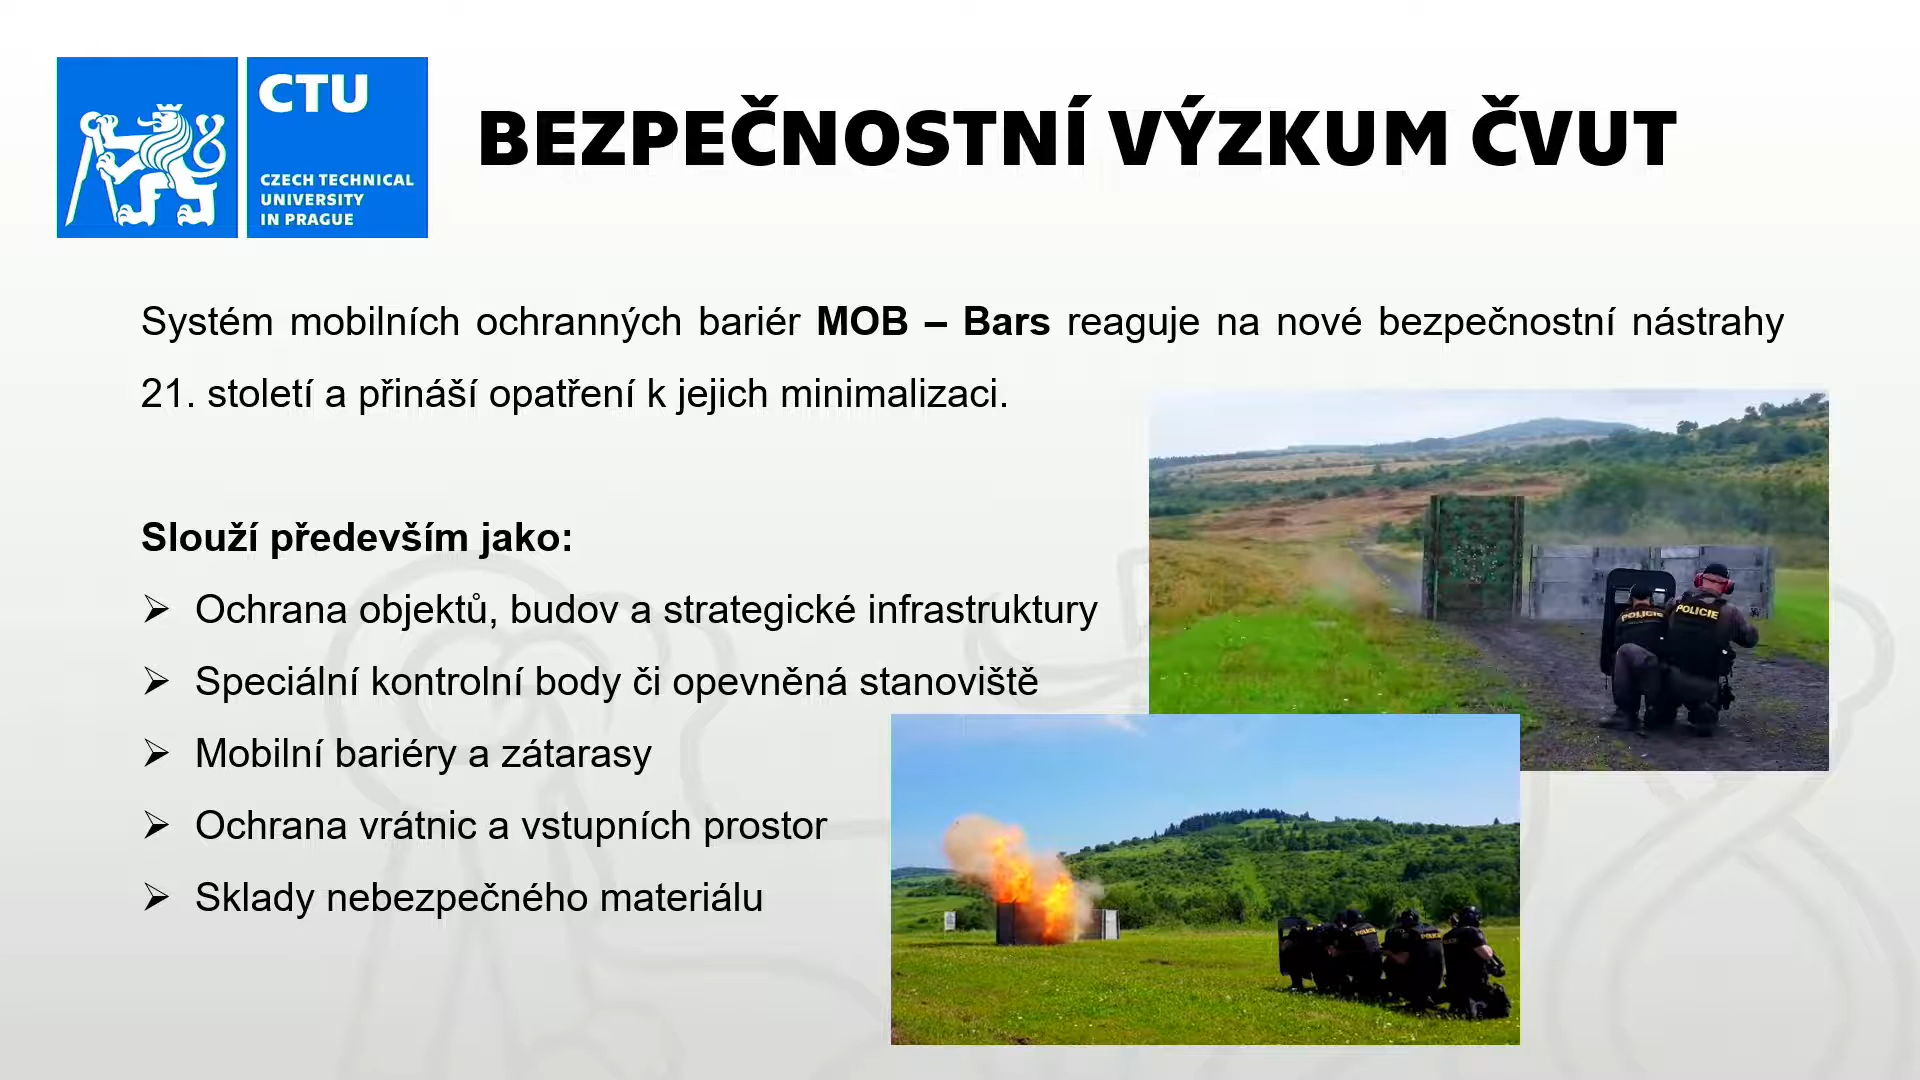 CTU
CZECH TECHNICAL
UNIVERSITY
IN PRAGUE
BEZPEČNOSTNÍ VÝZKUM ČVUT
Systém mobilních ochranných bariér MOB – Bars reaguje na nové bezpečnostní nástrahy
21. století a přináší opatření k jejich minimalizaci.
Slouží především jako:
Ochrana objektů, budov a strategické infrastruktury
Speciální kontrolní body či opevněná stanoviště
Mobilní bariéry a zátarasy
Ochrana vrátnic a vstupních prostor
Sklady nebezpečného materiálu
POLICIE
POLICIE
POLICIE
POLICIE